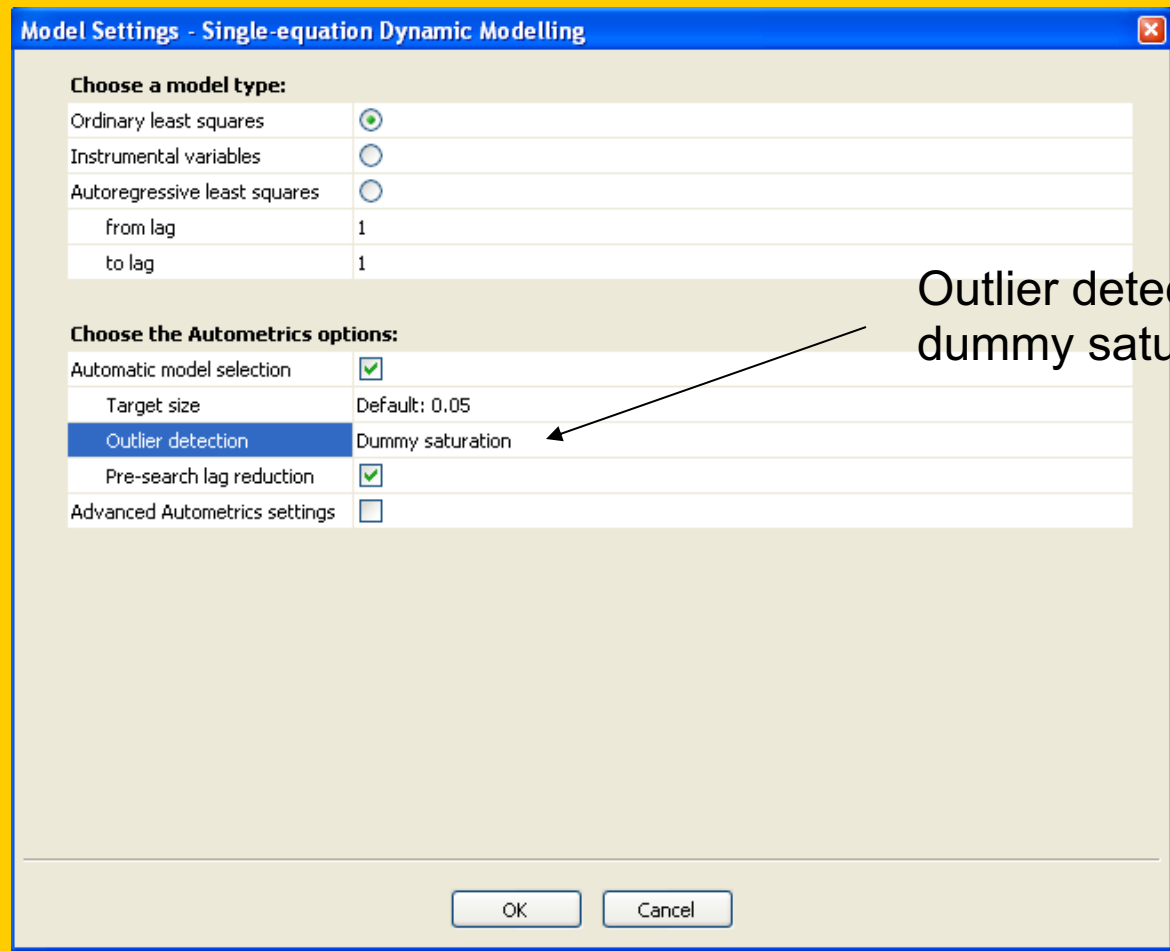 Model Settings - Single-equation Dynamic Modelling
Choose a model type:
Ordinary least squares
Instrumental variables
Autoregressive least squares
from lag 1
to lag 1
Outlier
dummy
Choose the Autometrics options:
Automatic model selection
Target size Default: 0.05
Outlier detection Dummy saturation
Pre-search lag reduction
Advanced Autometrics settings
OK Cancel